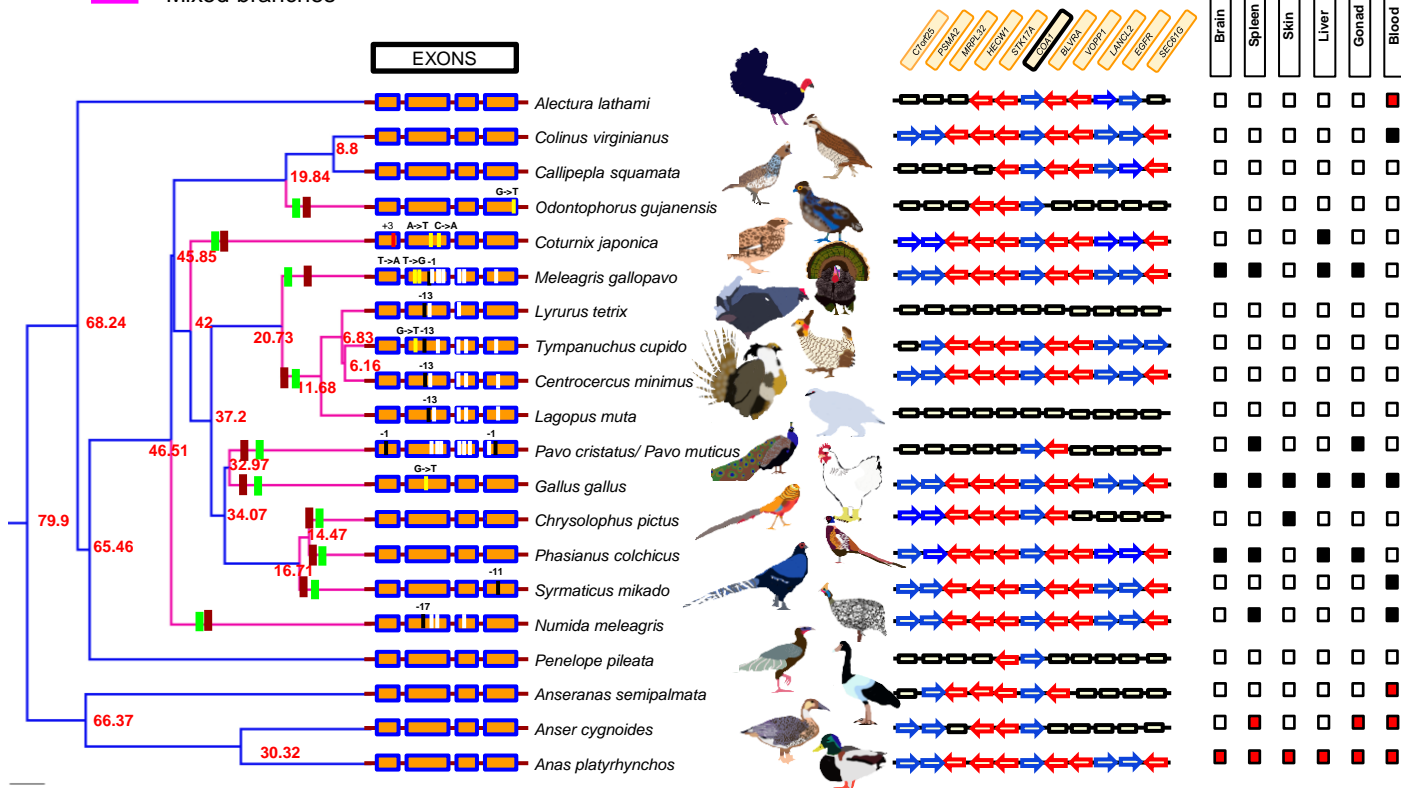 Mixed branches
EXONS
C7orf25
PSMA2
MRPL32
HECW1
STK17A
COA1
BLVRA
VOPP1
LANCL2
EGFR
SEC61G
Brain
Spleen
Skin
Liver
Gonad
Blood
Alectura lathami
8.8
Colinus virginianus
19.84
Callipepla squamata
G->T
Odontophorus gujanensis
+3 A->T C->A
45.85
Coturnix japonica
T->A T->G -1
Meleagris gallopavo
-13
Lyrurus tetrix
68.24
42
20.73
6.83
G->T -13
Tympanuchus cupido
6.16
-13
Centrocercus minimus
11.68
-13
Lagopus muta
37.2
-1
-1
46.51
Pavo cristatus/ Pavo muticus
32.97
G->T
Gallus gallus
79.9
34.07
14.47
Chrysolophus pictus
65.46
Phasianus colchicus
16.71
-11
Syrmaticus mikado
-17
Numida meleagris
Penelope pileata
Anseranas semipalmata
66.37
Anser cygnoides
30.32
Anas platyrhynchos